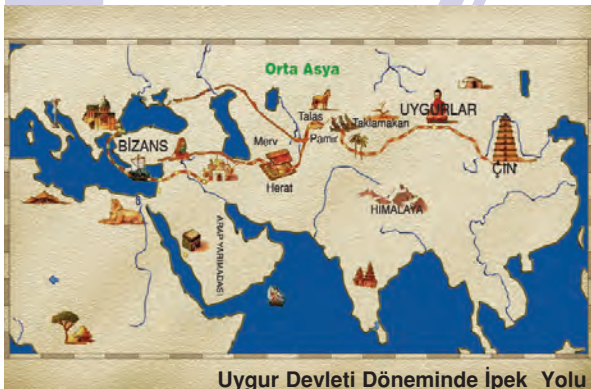 Orta Asya
Talas
UYGURLAR
Taklamakan
BİZANS
Merv
Pamir
ÇİN
Herat
HİMALAYA
ARAP YARIMADASI
Uygur Devleti Döneminde İpek Yolu